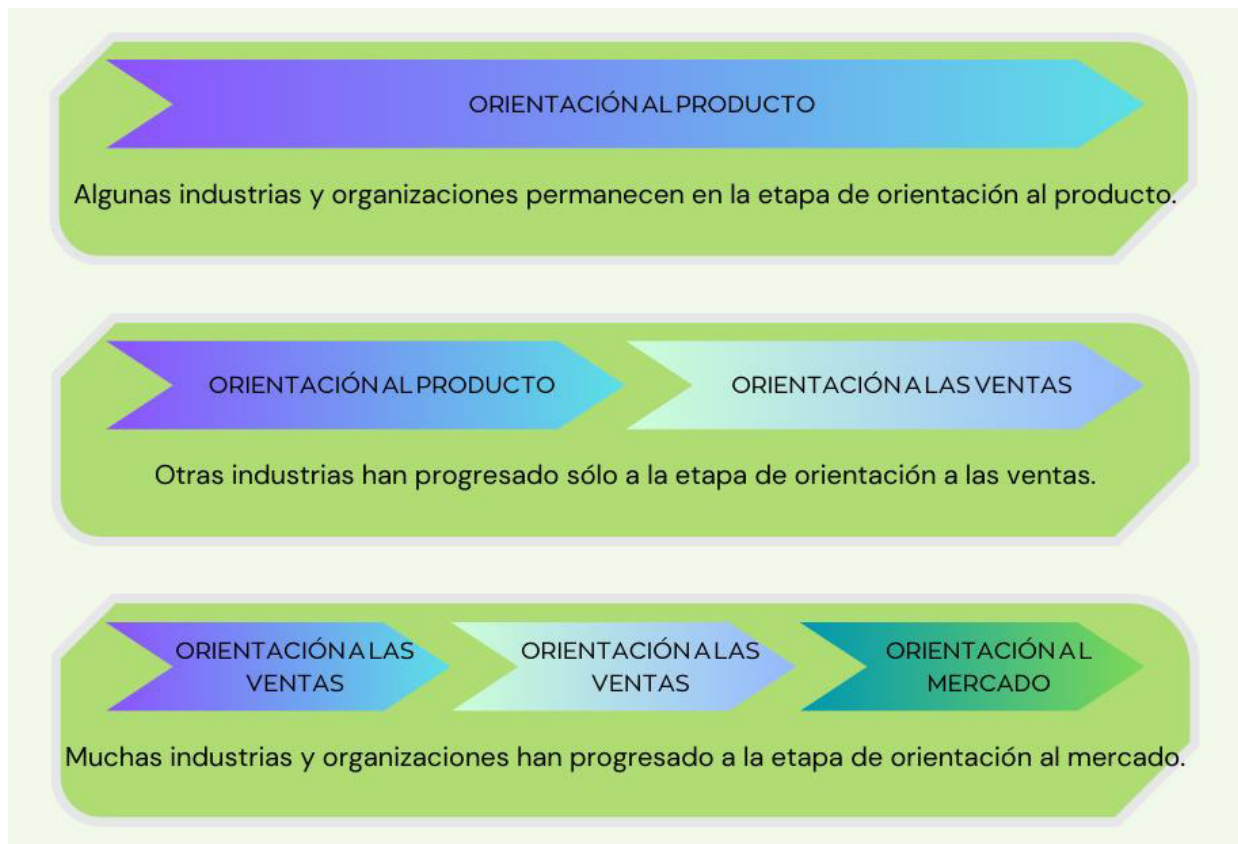 ORIENTACIÓN AL PRODUCTO
Algunas industrias y organizaciones permanecen en la etapa de orientación al producto.
ORIENTACIÓN AL PRODUCTO
ORIENTACIÓN A LAS VENTAS
Otras industrias han progresado sólo a la etapa de orientación a las ventas.
ORIENTACIÓN A LAS
VENTAS
ORIENTACIÓN A LAS
VENTAS
ORIENTACIÓN AL
MERCADO
Muchas industrias y organizaciones han progresado a la etapa de orientación al mercado.